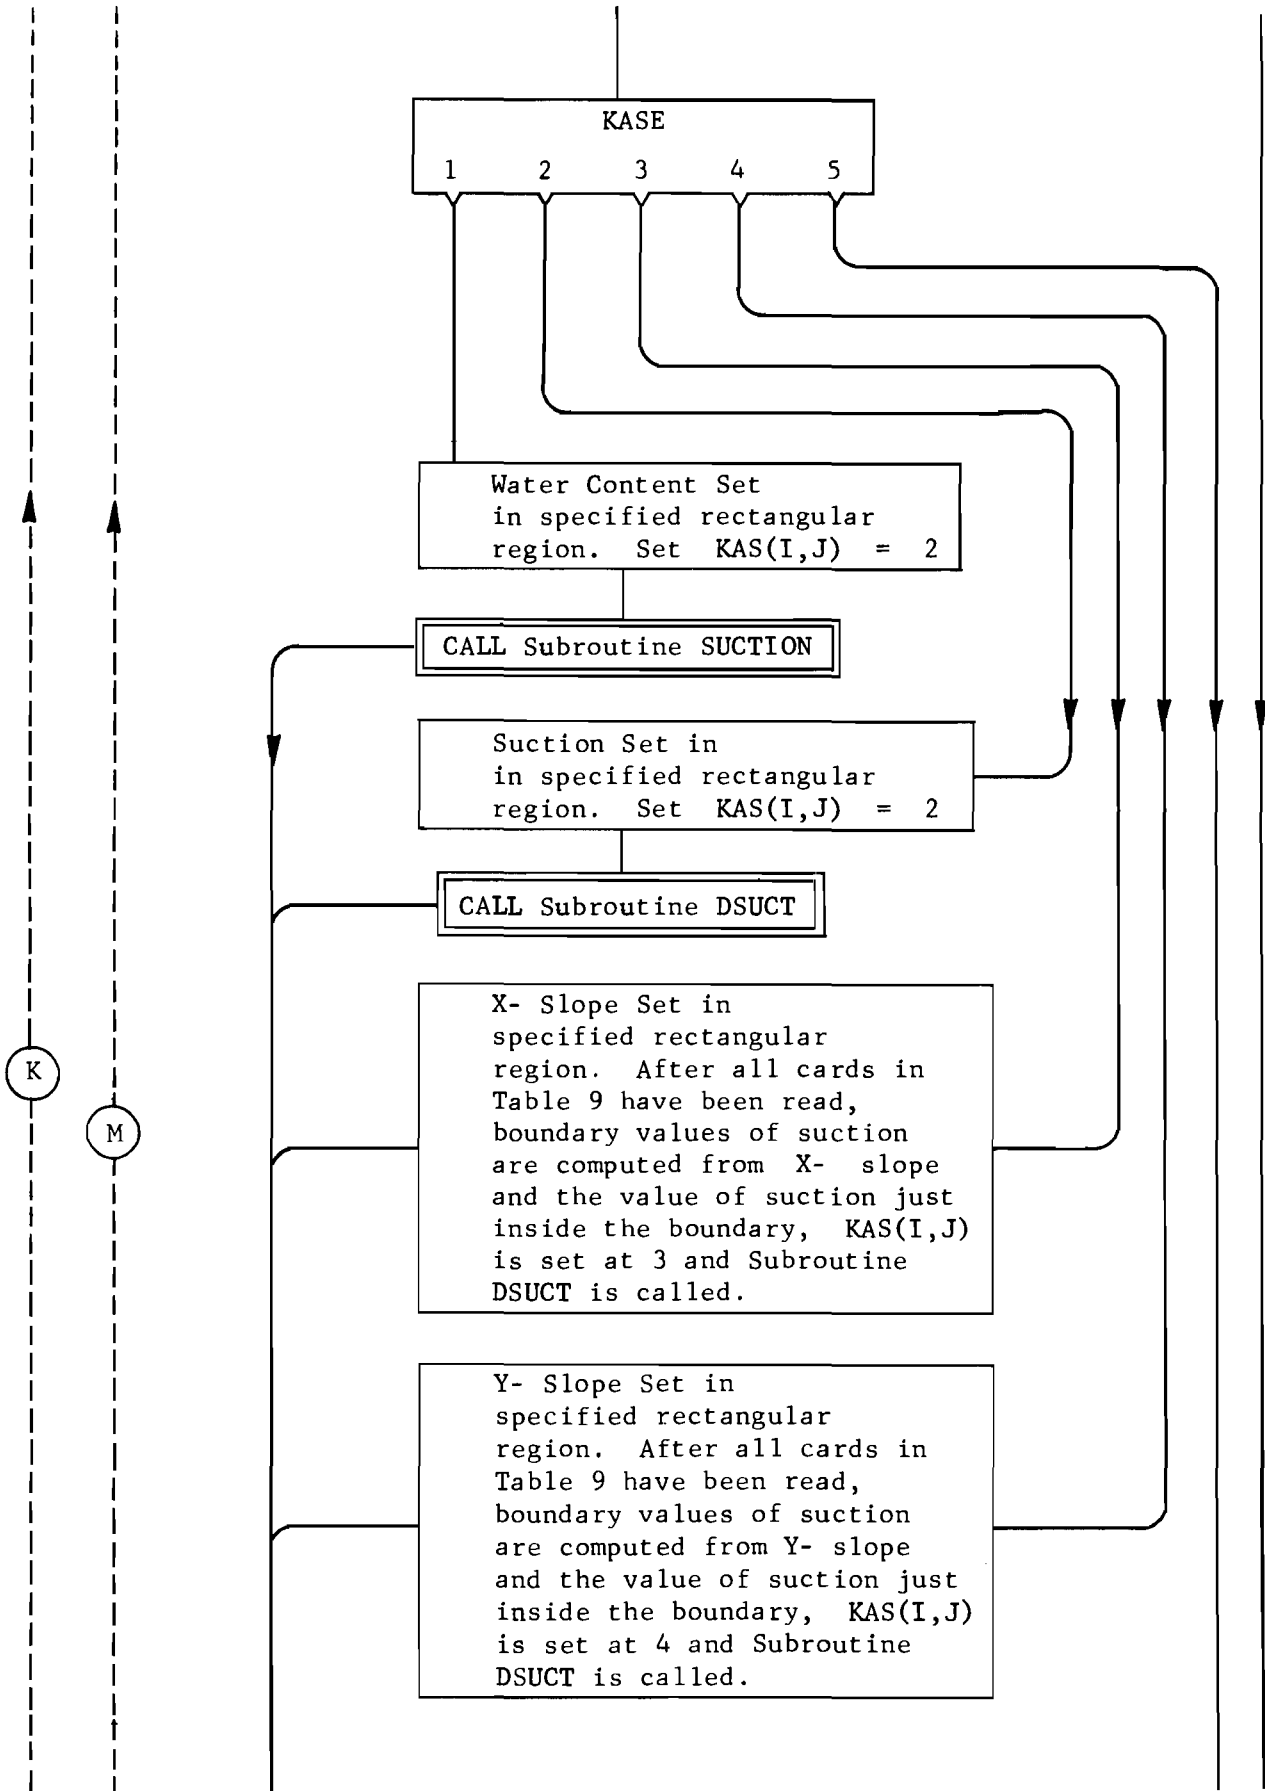 KASE
1 2 3 4 5
Water Content Set
in specified rectangular
region. Set KAS(I,J) = 2
CALL Subroutine SUCTION
Suction Set in
in specified rectangular
region. Set KAS(I,J) = 2
CALL Subroutine DSUCT
X- Slope Set in
specified rectangular
region. After all cards in
Table 9 have been read,
boundary values of suction
are computed from X- slope
and the value of suction just
inside the boundary, KAS(I,J)
is set at 3 and Subroutine
DSUCT is called.
K
M
Y- Slope Set in
specified rectangular
region. After all cards in
Table 9 have been read,
boundary values of suction
are computed from Y- slope
and the value of suction just
inside the boundary, KAS(I,J)
is set at 4 and Subroutine
DSUCT is called.